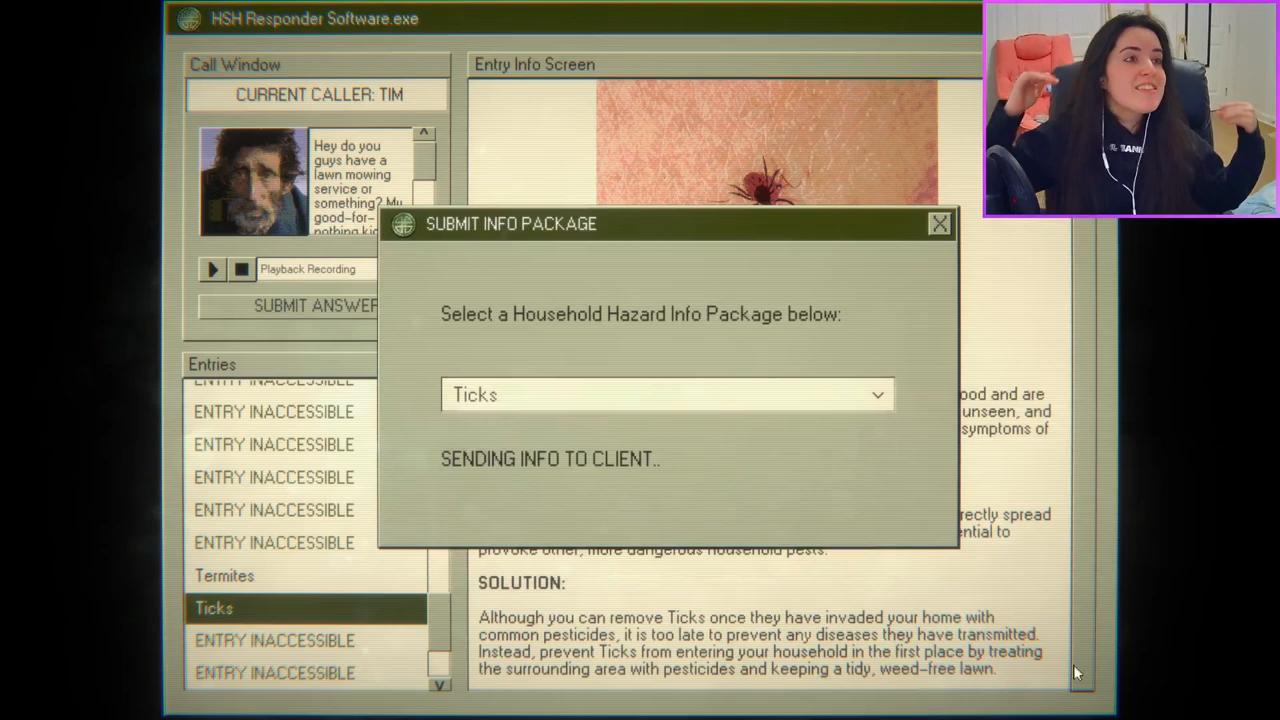 HSH Responder Software.exe
Call Window
CURRENT CALLER: TIM
Hey do you
guys have a
lawn mowing
service or
something? My
good-for-
nothing
Playback Recording
SUBMIT ANSWER
Entries
ENTRY INACCESSIBLE
ENTRY INACCESSIBLE
ENTRY INACCESSIBLE
ENTRY INACCESSIBLE
ENTRY INACCESSIBLE
ENTRY INACCESSIBLE
Termites
Ticks
ENTRY INACCESSIBLE
ENTRY INACCESSIBLE
Entry Info Screen
SUBMIT INFO PACKAGE
Select a Household Hazard Info Package below:
Ticks
SENDING INFO TO CLIENT..
ood and are
unseen, and
symptoms of
rectly spread
ential to
provoke other, more dangerous household pests.
SOLUTION:
Although you can remove Ticks once they have invaded your home with
common pesticides, it is too late to prevent any diseases they have transmitted.
Instead, prevent Ticks from entering your household in the first place by treating
the surrounding area with pesticides and keeping a tidy, weed-free lawn.